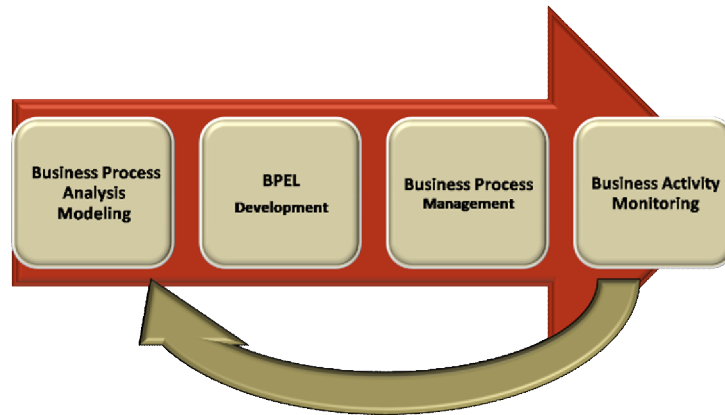 Business Process
Analysis
Modeling
BPEL
Development
Business Process
Management
Business Activity
Monitoring